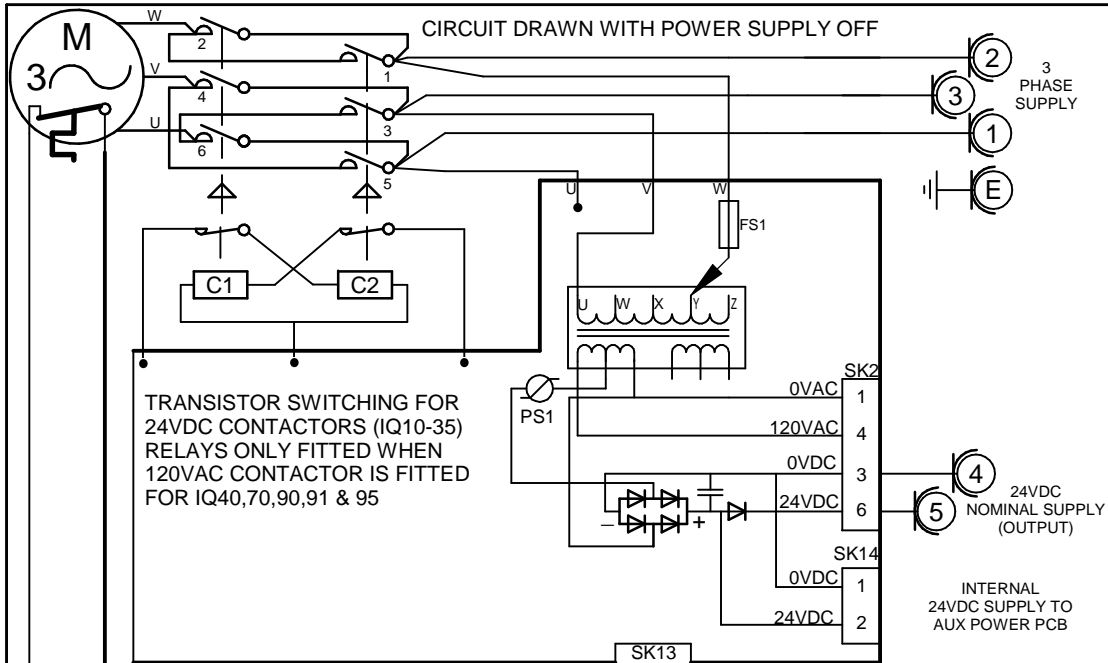 CIRCUIT DRAWN WITH POWER SUPPLY OFF
M
3
W
V
U
2
4
6
1
3
5
2
3
1
E
3
PHASE
SUPPLY
U
V
W
FS1
C1
C2
U
W
X
Y
Z
PS1
TRANSISTOR SWITCHING FOR
24VDC CONTACTORS (IQ10-35)
RELAYS ONLY FITTED WHEN
120VAC CONTACTOR IS FITTED
FOR IQ40,70,90,91 & 95
SK2
0VAC 1
120VAC 4
0VDC 3
24VDC 6
− +
4
5
24VDC
NOMINAL SUPPLY
(OUTPUT)
SK14
0VDC 1
24VDC 2
INTERNAL
24VDC SUPPLY TO
AUX POWER PCB
SK13